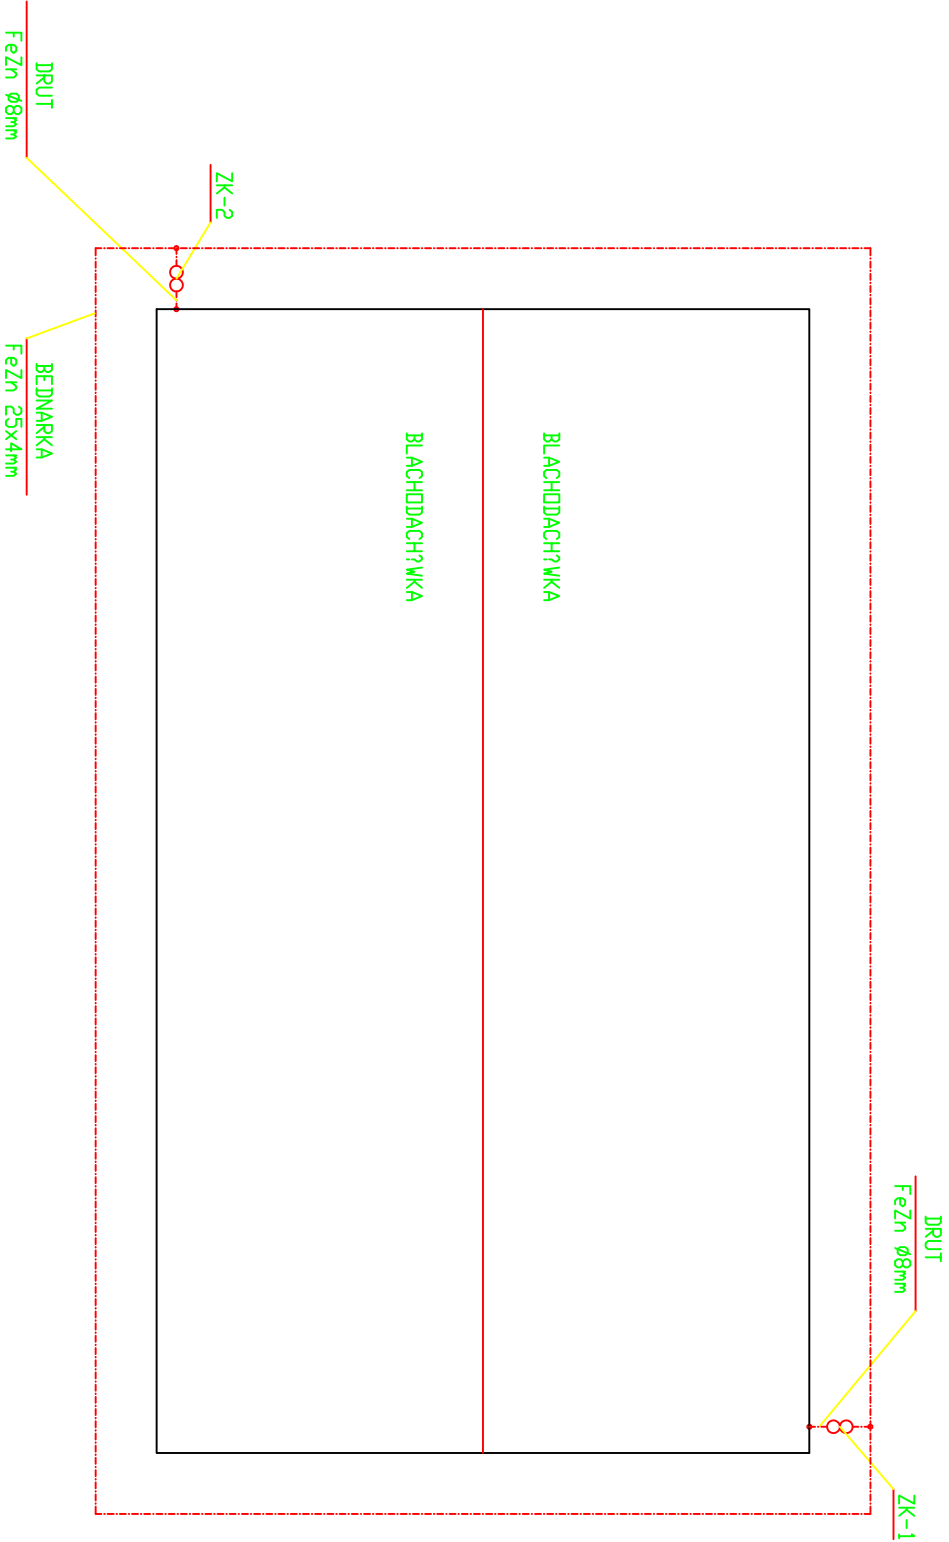 DRUT
FeZn ø8mm
ZK-2
BEDNARKA
FeZn 25x4mm
BLACHODACH?WKA
BLACHODACH?WKA
DRUT
FeZn ø8mm
ZK-1